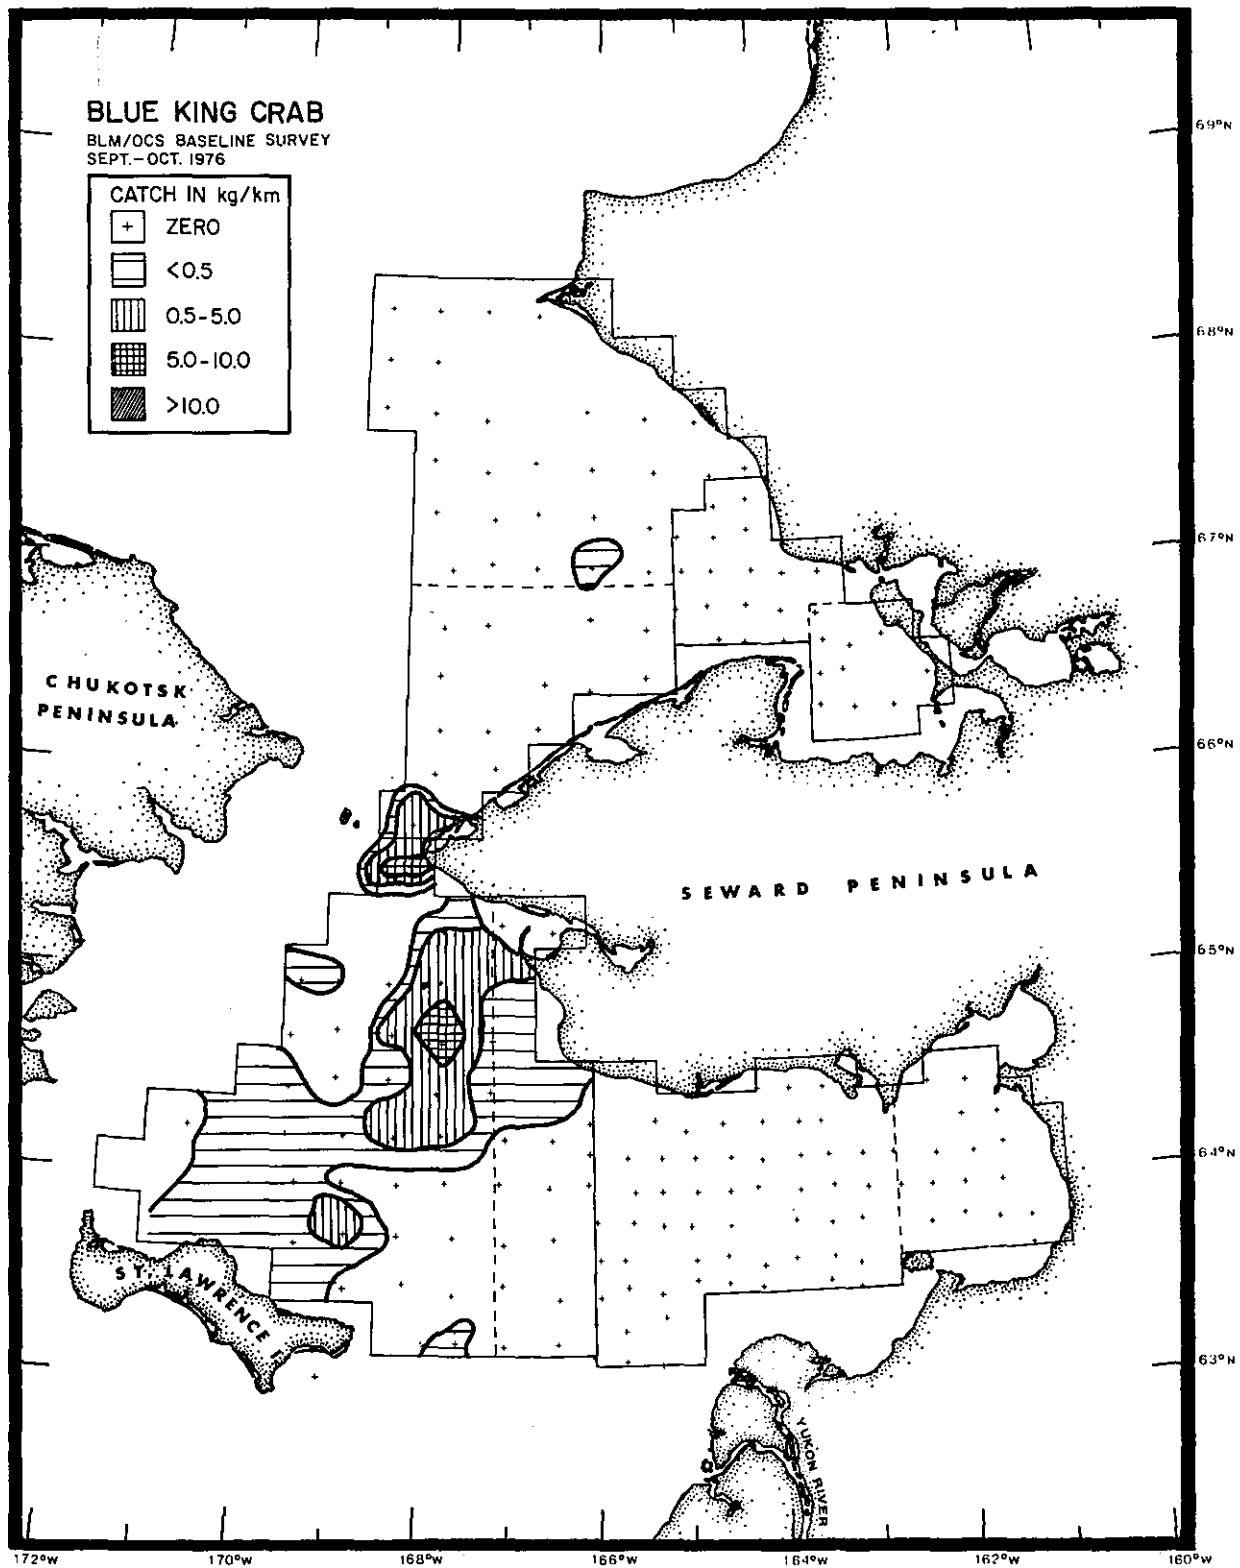 BLUE KING CRAB
BLM/OCS BASELINE SURVEY
SEPT.-OCT. 1976
CATCH IN kg/km
ZERO
<0.5
0.5-5.0
5.0-10.0
>10.0
69°N
68°N
67°N
CHUKOTSK
PENINSULA
66°N
SEWARD PENINSULA
65°N
64°N
ST. LAWRENCE I
63°N
YUKON RIVER
172°W 170°W 168°W 166°W 164°W 162°W 160°W